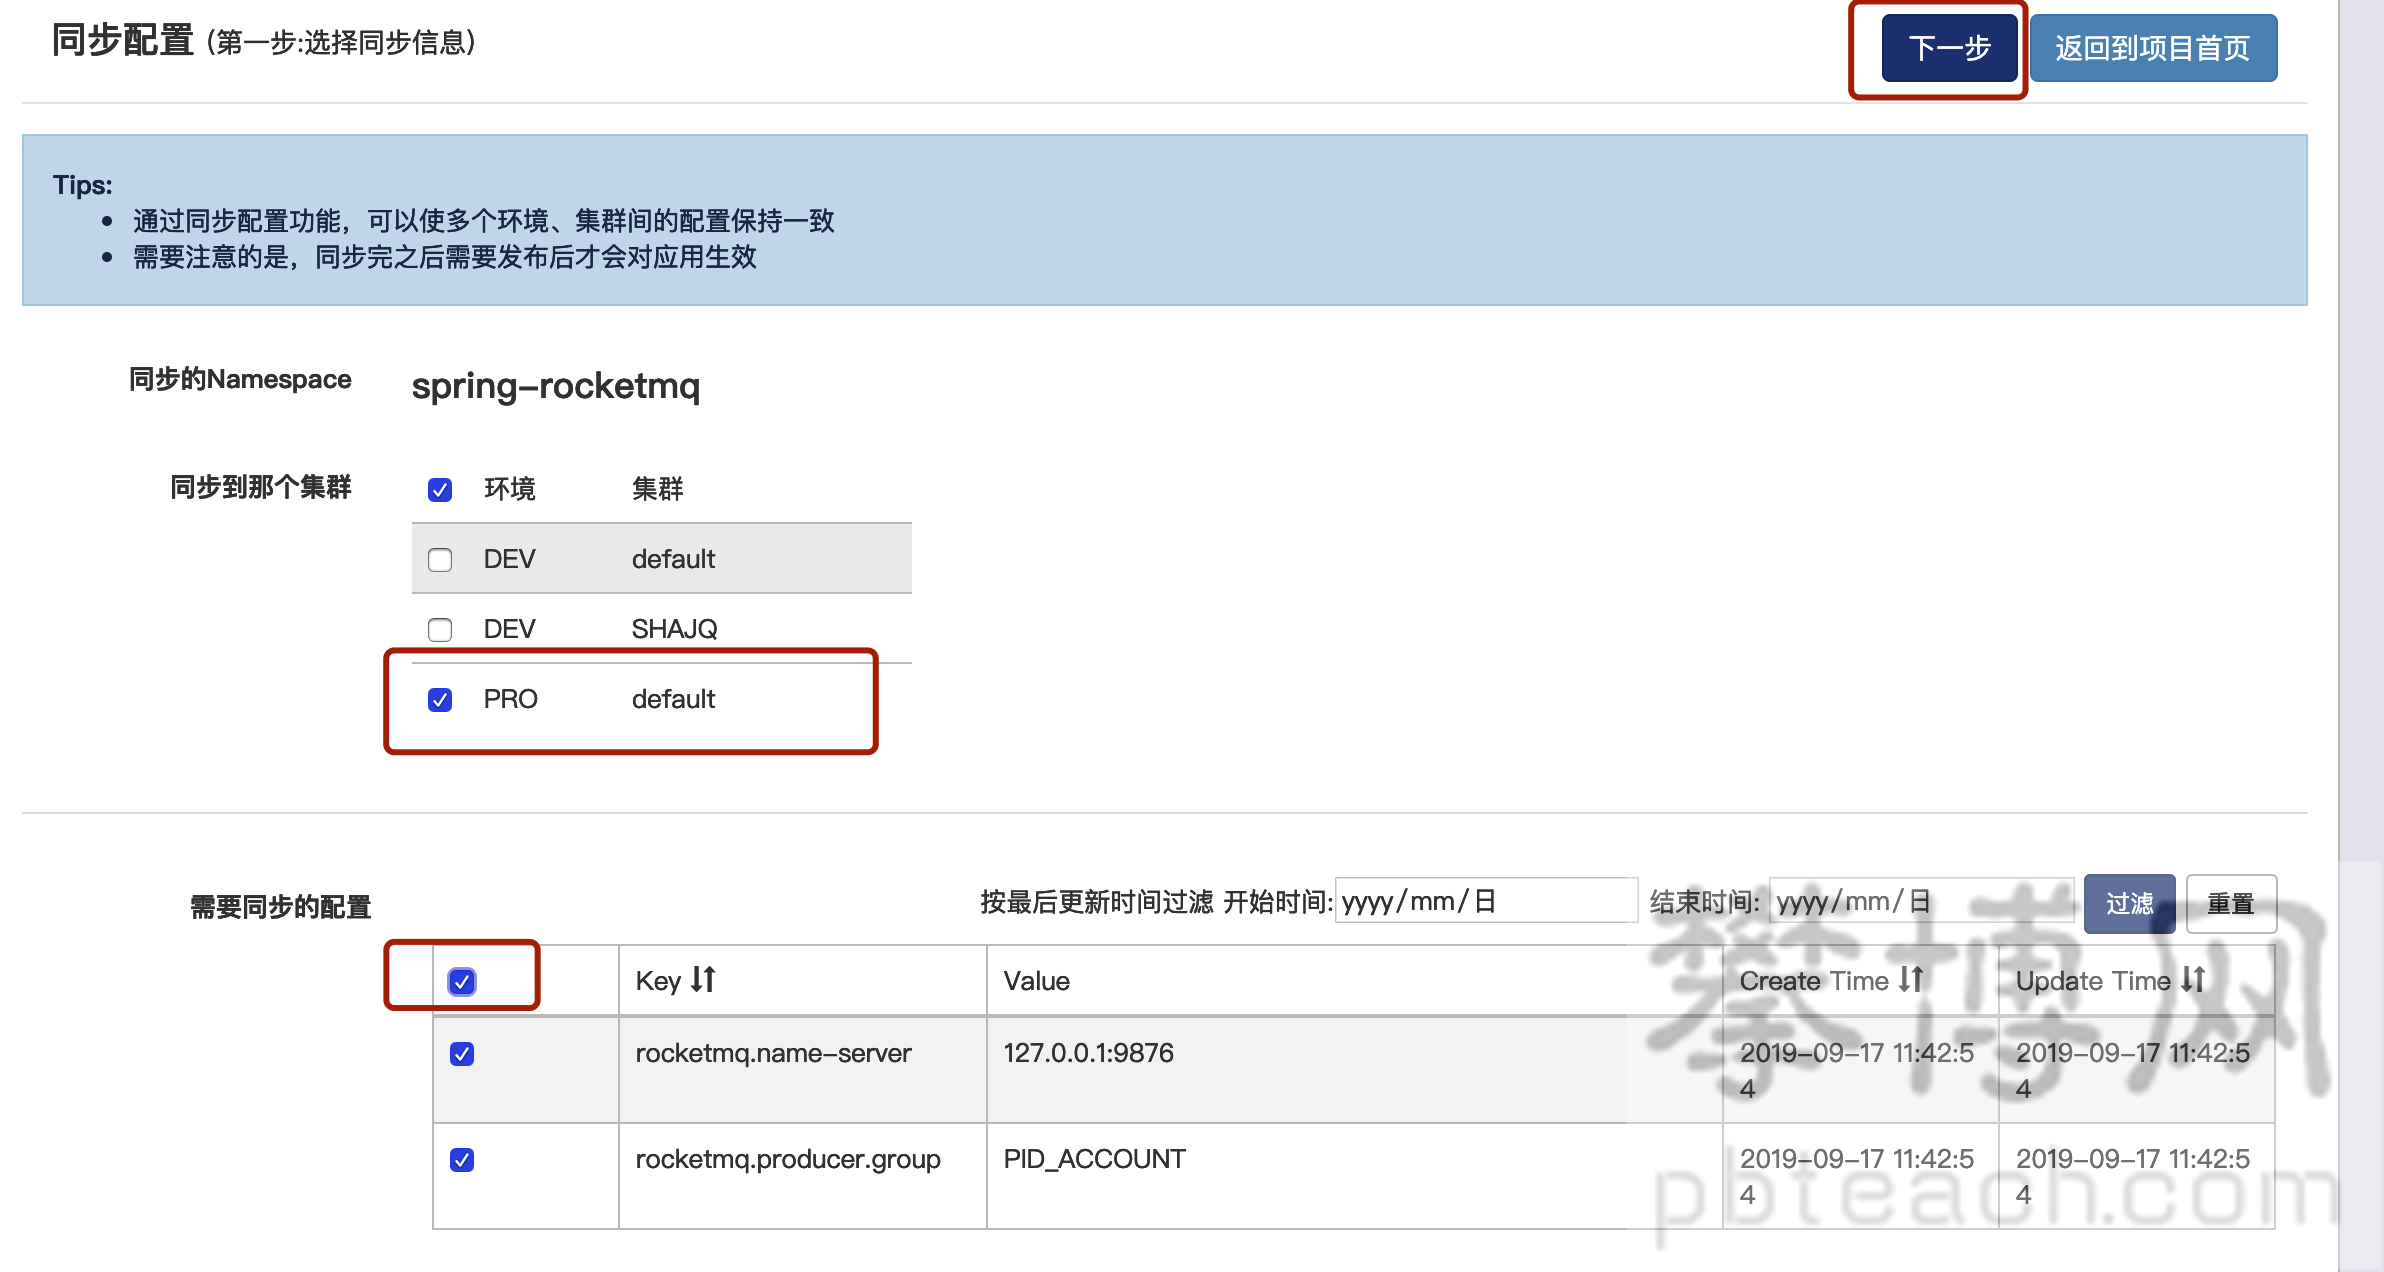 同步配置 (第一步:选择同步信息)
下一步 返回到项目首页
Tips:
通过同步配置功能，可以使多个环境、集群间的配置保持一致
需要注意的是，同步完之后需要发布后才会对应用生效
同步的Namespace spring-rocketmq
同步到那个集群 环境 集群
DEV default
DEV SHAJQ
PRO default
需要同步的配置 按最后更新时间过滤 开始时间: yyyy/mm/日 结束时间: yyyy/mm/日 过滤 重置
Key Value Create Time Update Time
rocketmq.name-server 127.0.0.1:9876 2019-09-17 11:42:5 2019-09-17 11:42:5
4 4
rocketmq.producer.group PID_ACCOUNT 2019-09-17 11:42:5 2019-09-17 11:42:5
4 4
攀博网
pbteach.com